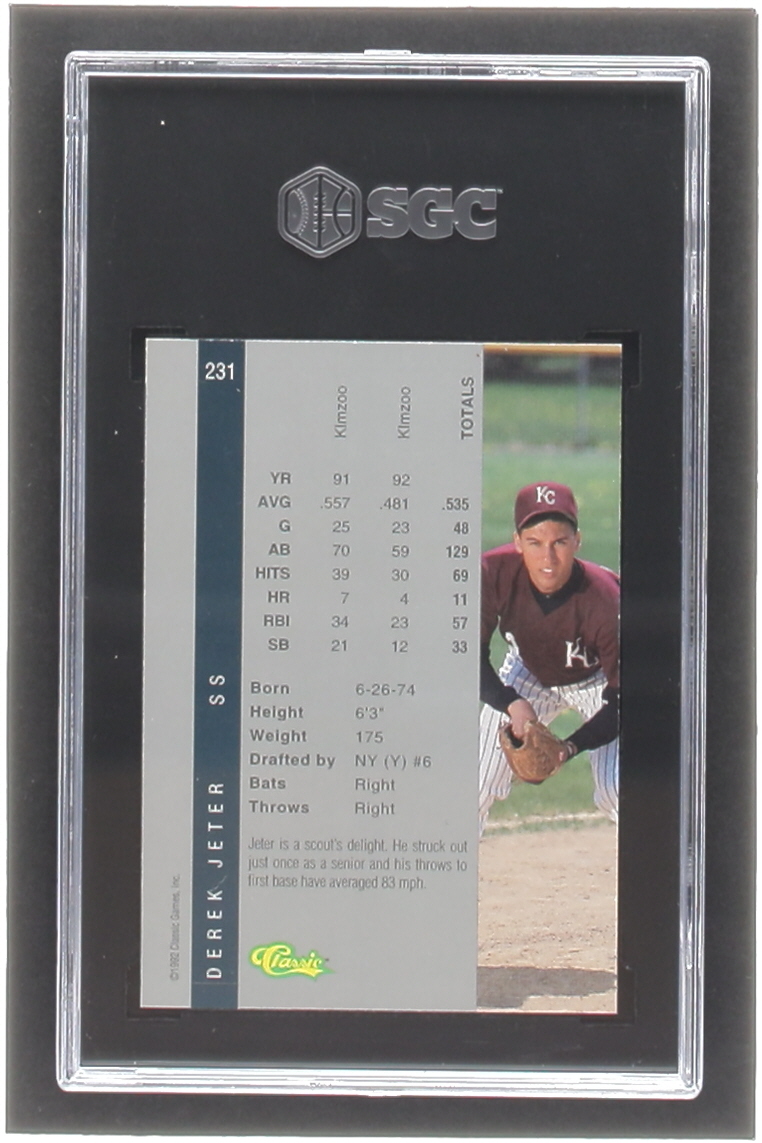 SGC
231
Klmzoo Klmzoo TOTALS
YR 91 92
AVG .557 .481 .535
G 25 23 48
AB 70 59 129
HITS 39 30 69
HR 7 4 11
RBI 34 23 57
SB 21 12 33
Born 6-26-74
Height 6'3"
Weight 175
Drafted by NY (Y) #6
Bats Right
Throws Right
Jeter is a scout's delight. He struck out
just once as a senior and his throws to
first base have averaged 83 mph.
Classic
DEREK JETER SS
©1992 Classic Games, Inc.
KC
KC